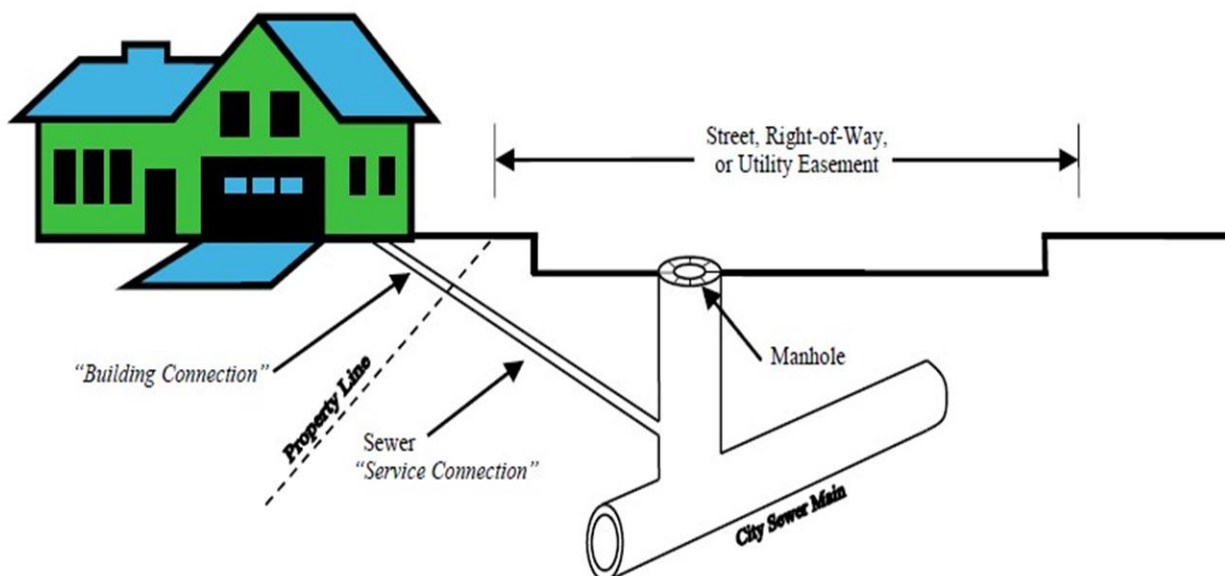 Street, Right-of-Way,
or Utility Easement
“Building Connection”
Property Line
Manhole
Sewer
“Service Connection”
City Sewer Main